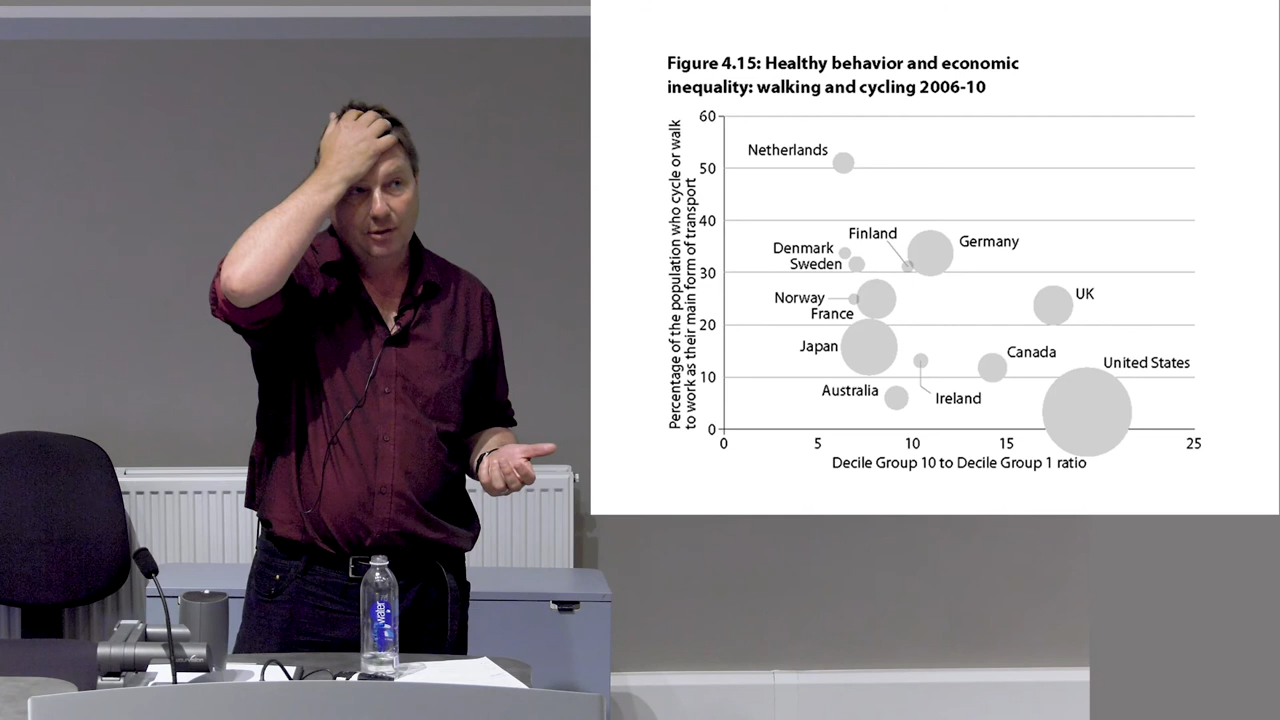 Figure 4.15: Healthy behavior and economic
inequality: walking and cycling 2006-10
Percentage of the population who cycle or walk
to work as their main form of transport
60
50
40
30
20
10
0
Netherlands
Finland
Germany
Denmark
Sweden
Norway
France
UK
Japan
Canada
United States
Australia
Ireland
0
5
10
15
25
Decile Group 10 to Decile Group 1 ratio
water